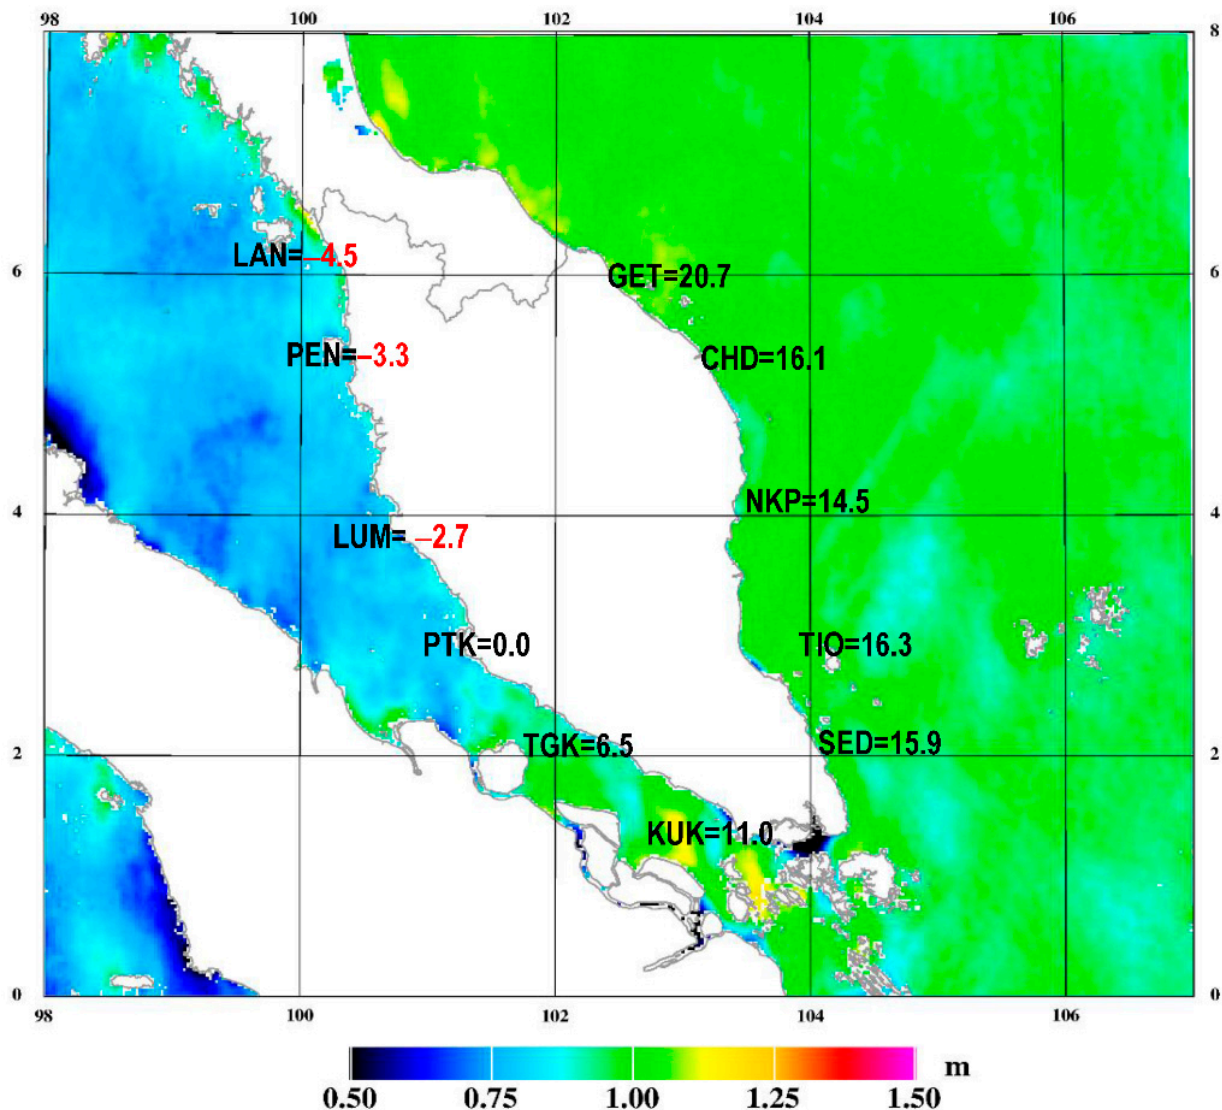 98 100 102 104 106
8
LAN=–4.5
6 GET=20.7 6
PEN=–3.3 CHD=16.1
NKP=14.5
4 LUM= –2.7 4
PTK=0.0 TIO=16.3
2 TGK=6.5 SED=15.9 2
KUK=11.0
0 0
98 100 102 104 106
m
0.50 0.75 1.00 1.25 1.50